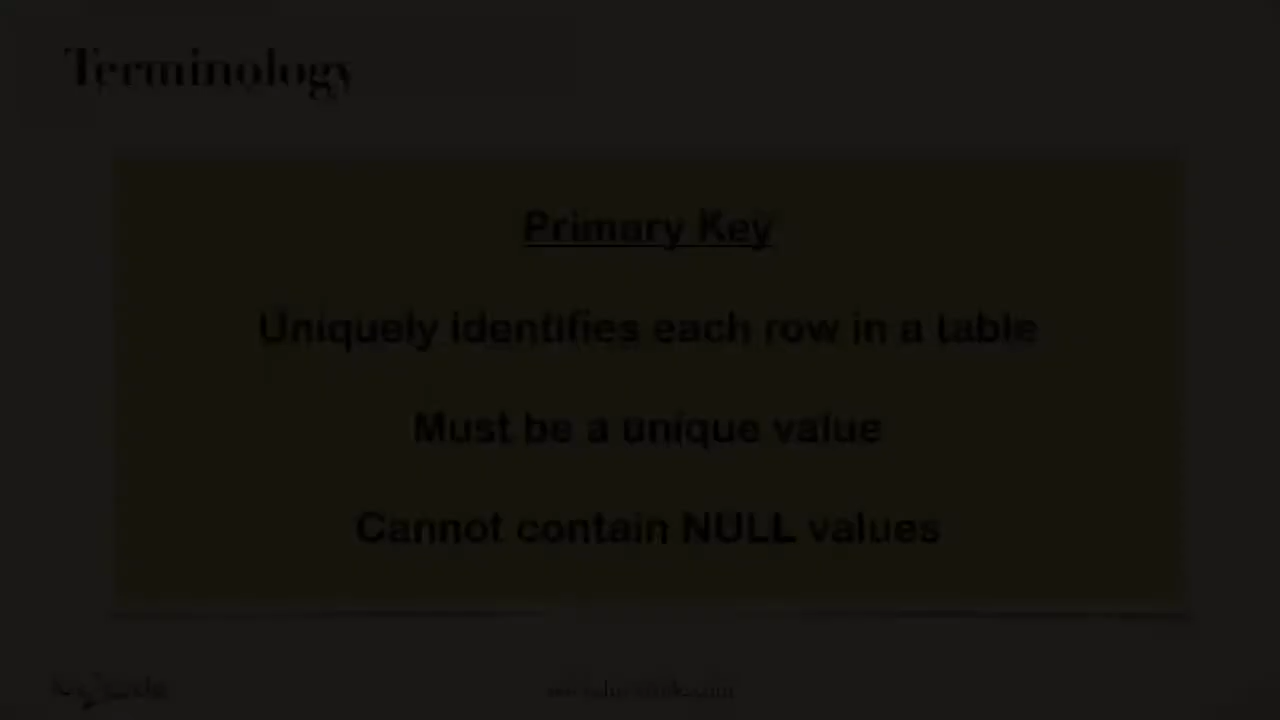 Terminology
Primary Key
Uniquely identifies each row in a table
Must be a unique value
Cannot contain NULL values